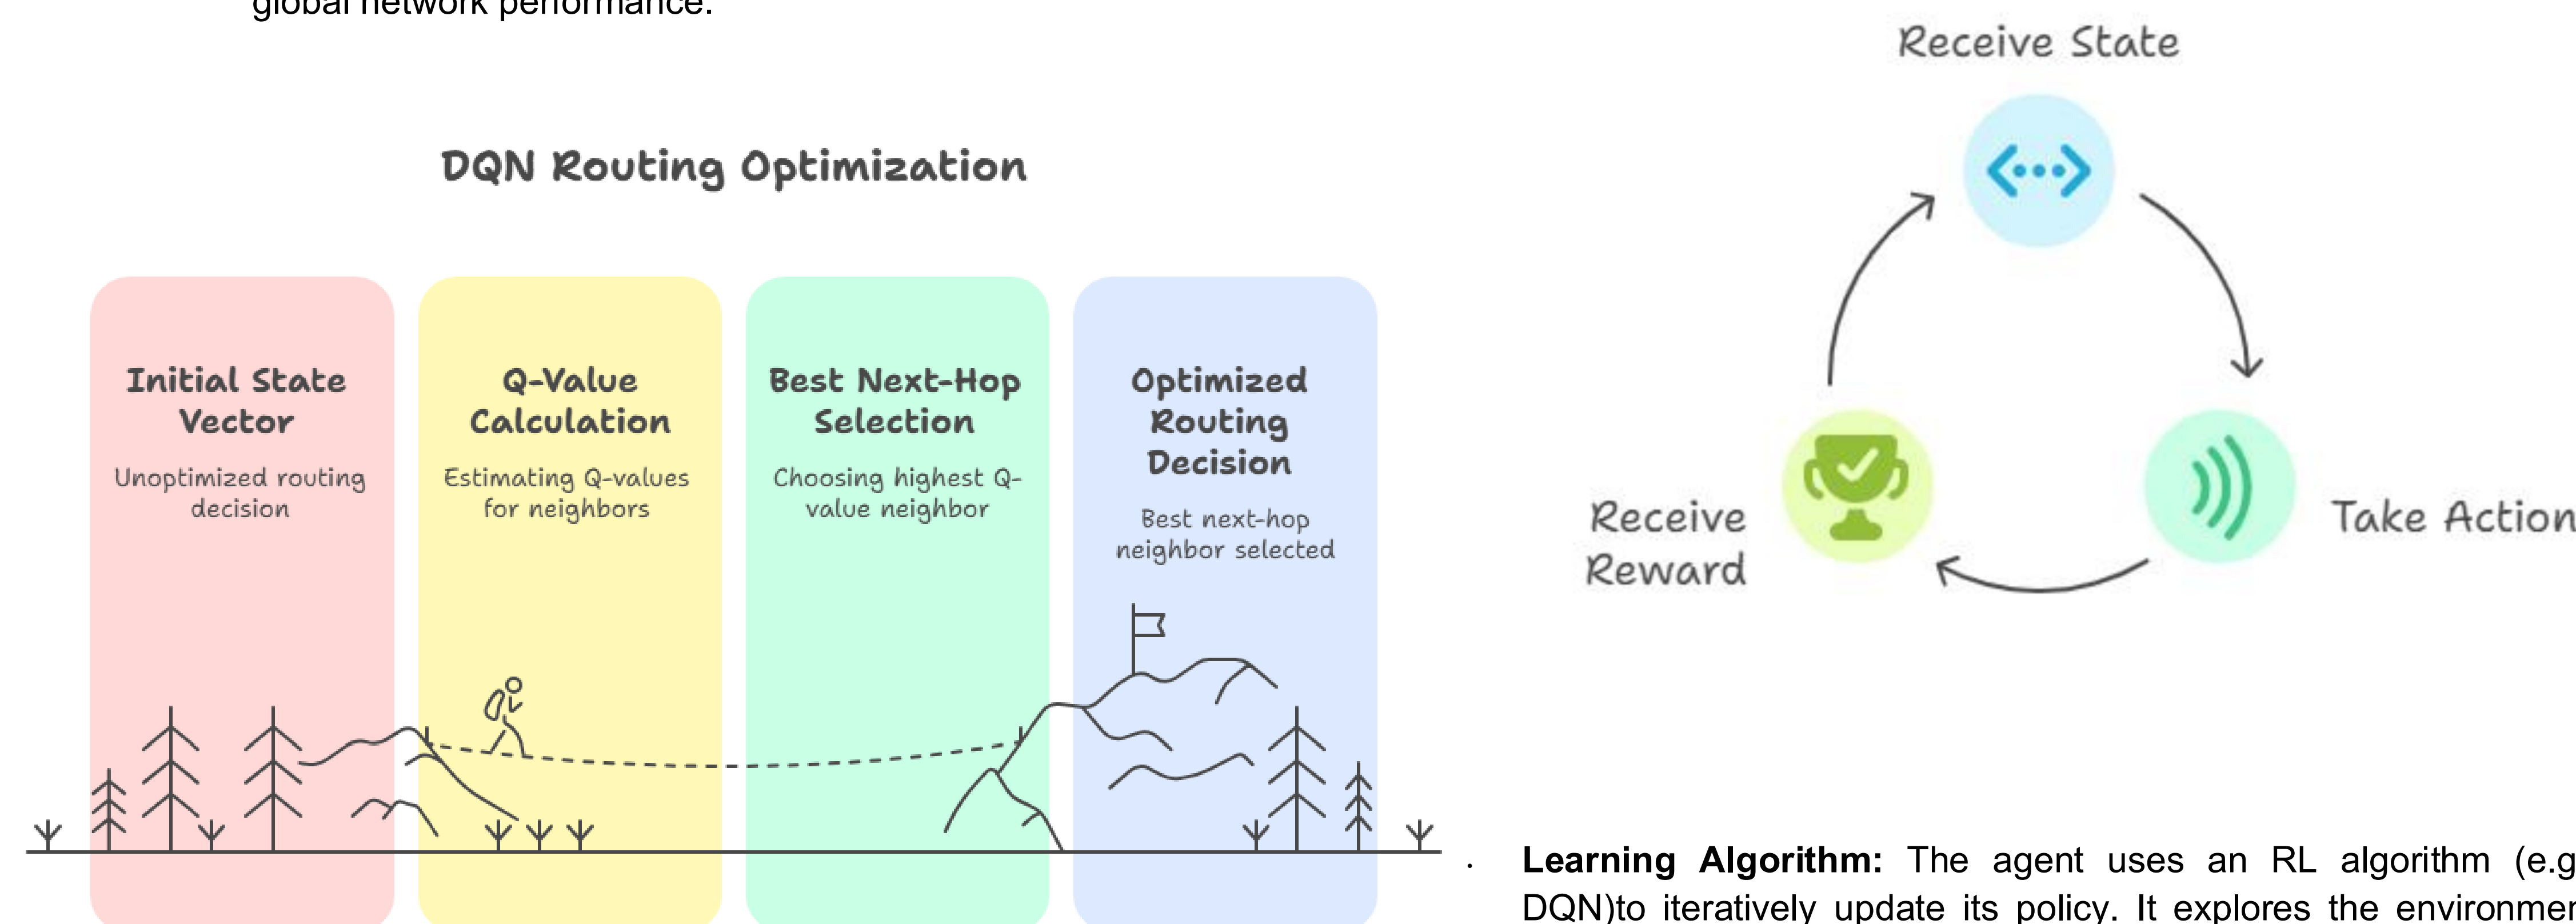 global network performance.
DQN Routing Optimization
Initial State
Vector
Unoptimized routing
decision
Q-Value
Calculation
Estimating Q-values
for neighbors
Best Next-Hop
Selection
Choosing highest Q-
value neighbor
Optimized
Routing
Decision
Best next-hop
neighbor selected
Receive State
Take Action
Receive
Reward
Learning Algorithm: The agent uses an RL algorithm (e.g
DQN)to iteratively update its policy. It explores the environme